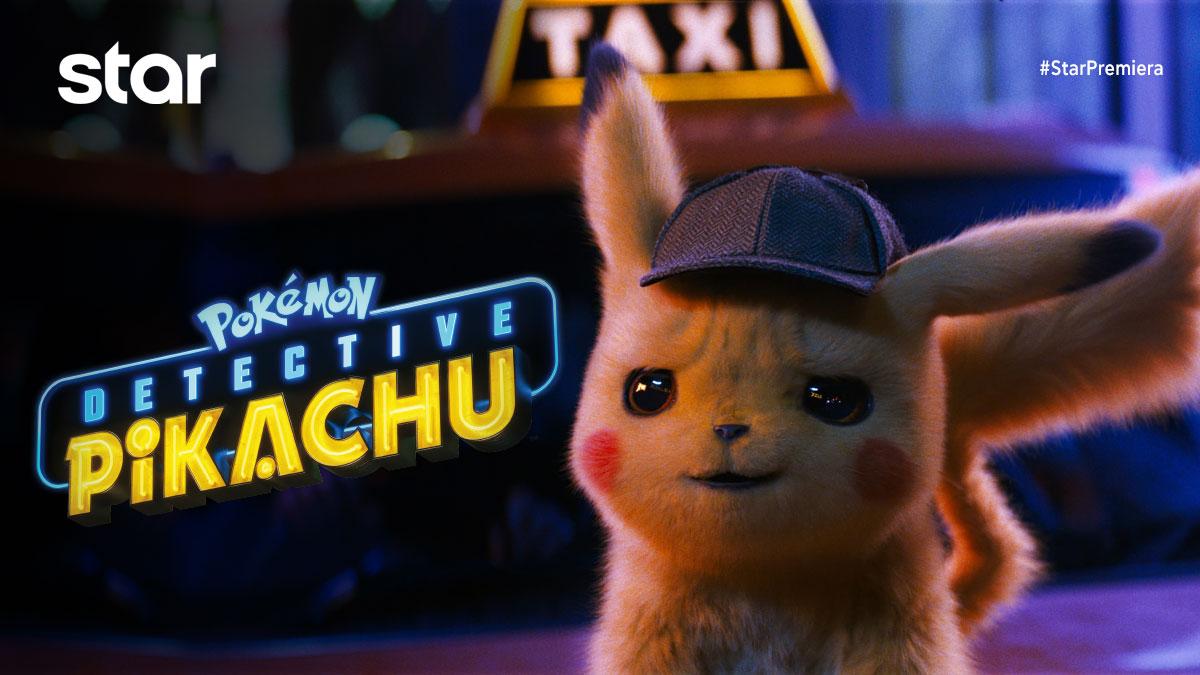 star
#StarPremiera
TAXI
POKéMON
DETECTIVE
PiKACHU